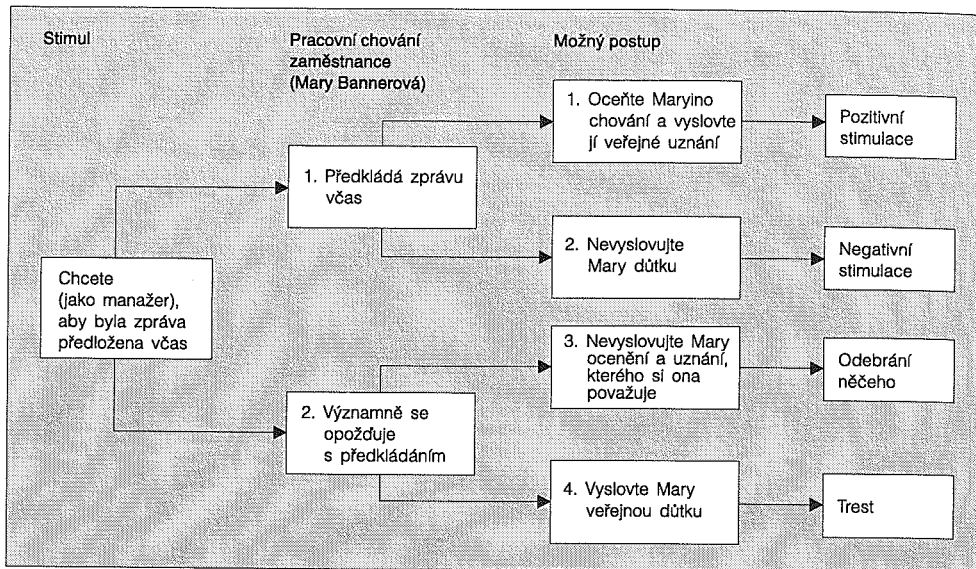 Stimul
Pracovní chování
zaměstnance
(Mary Bannerová)
Možný postup
Chcete
(jako manažer),
aby byla zpráva
předložena včas
1. Předkládá zprávu
včas
2. Významně se
opožďuje
s předkládáním
1. Oceňte Maryino
chování a vyslovte
jí veřejné uznání
2. Nevyslovujte
Mary důtku
3. Nevyslovujte Mary
ocenění a uznání,
kterého si ona
považuje
4. Vyslovte Mary
veřejnou důtku
Pozitivní
stimulace
Negativní
stimulace
Odebrání
něčeho
Trest